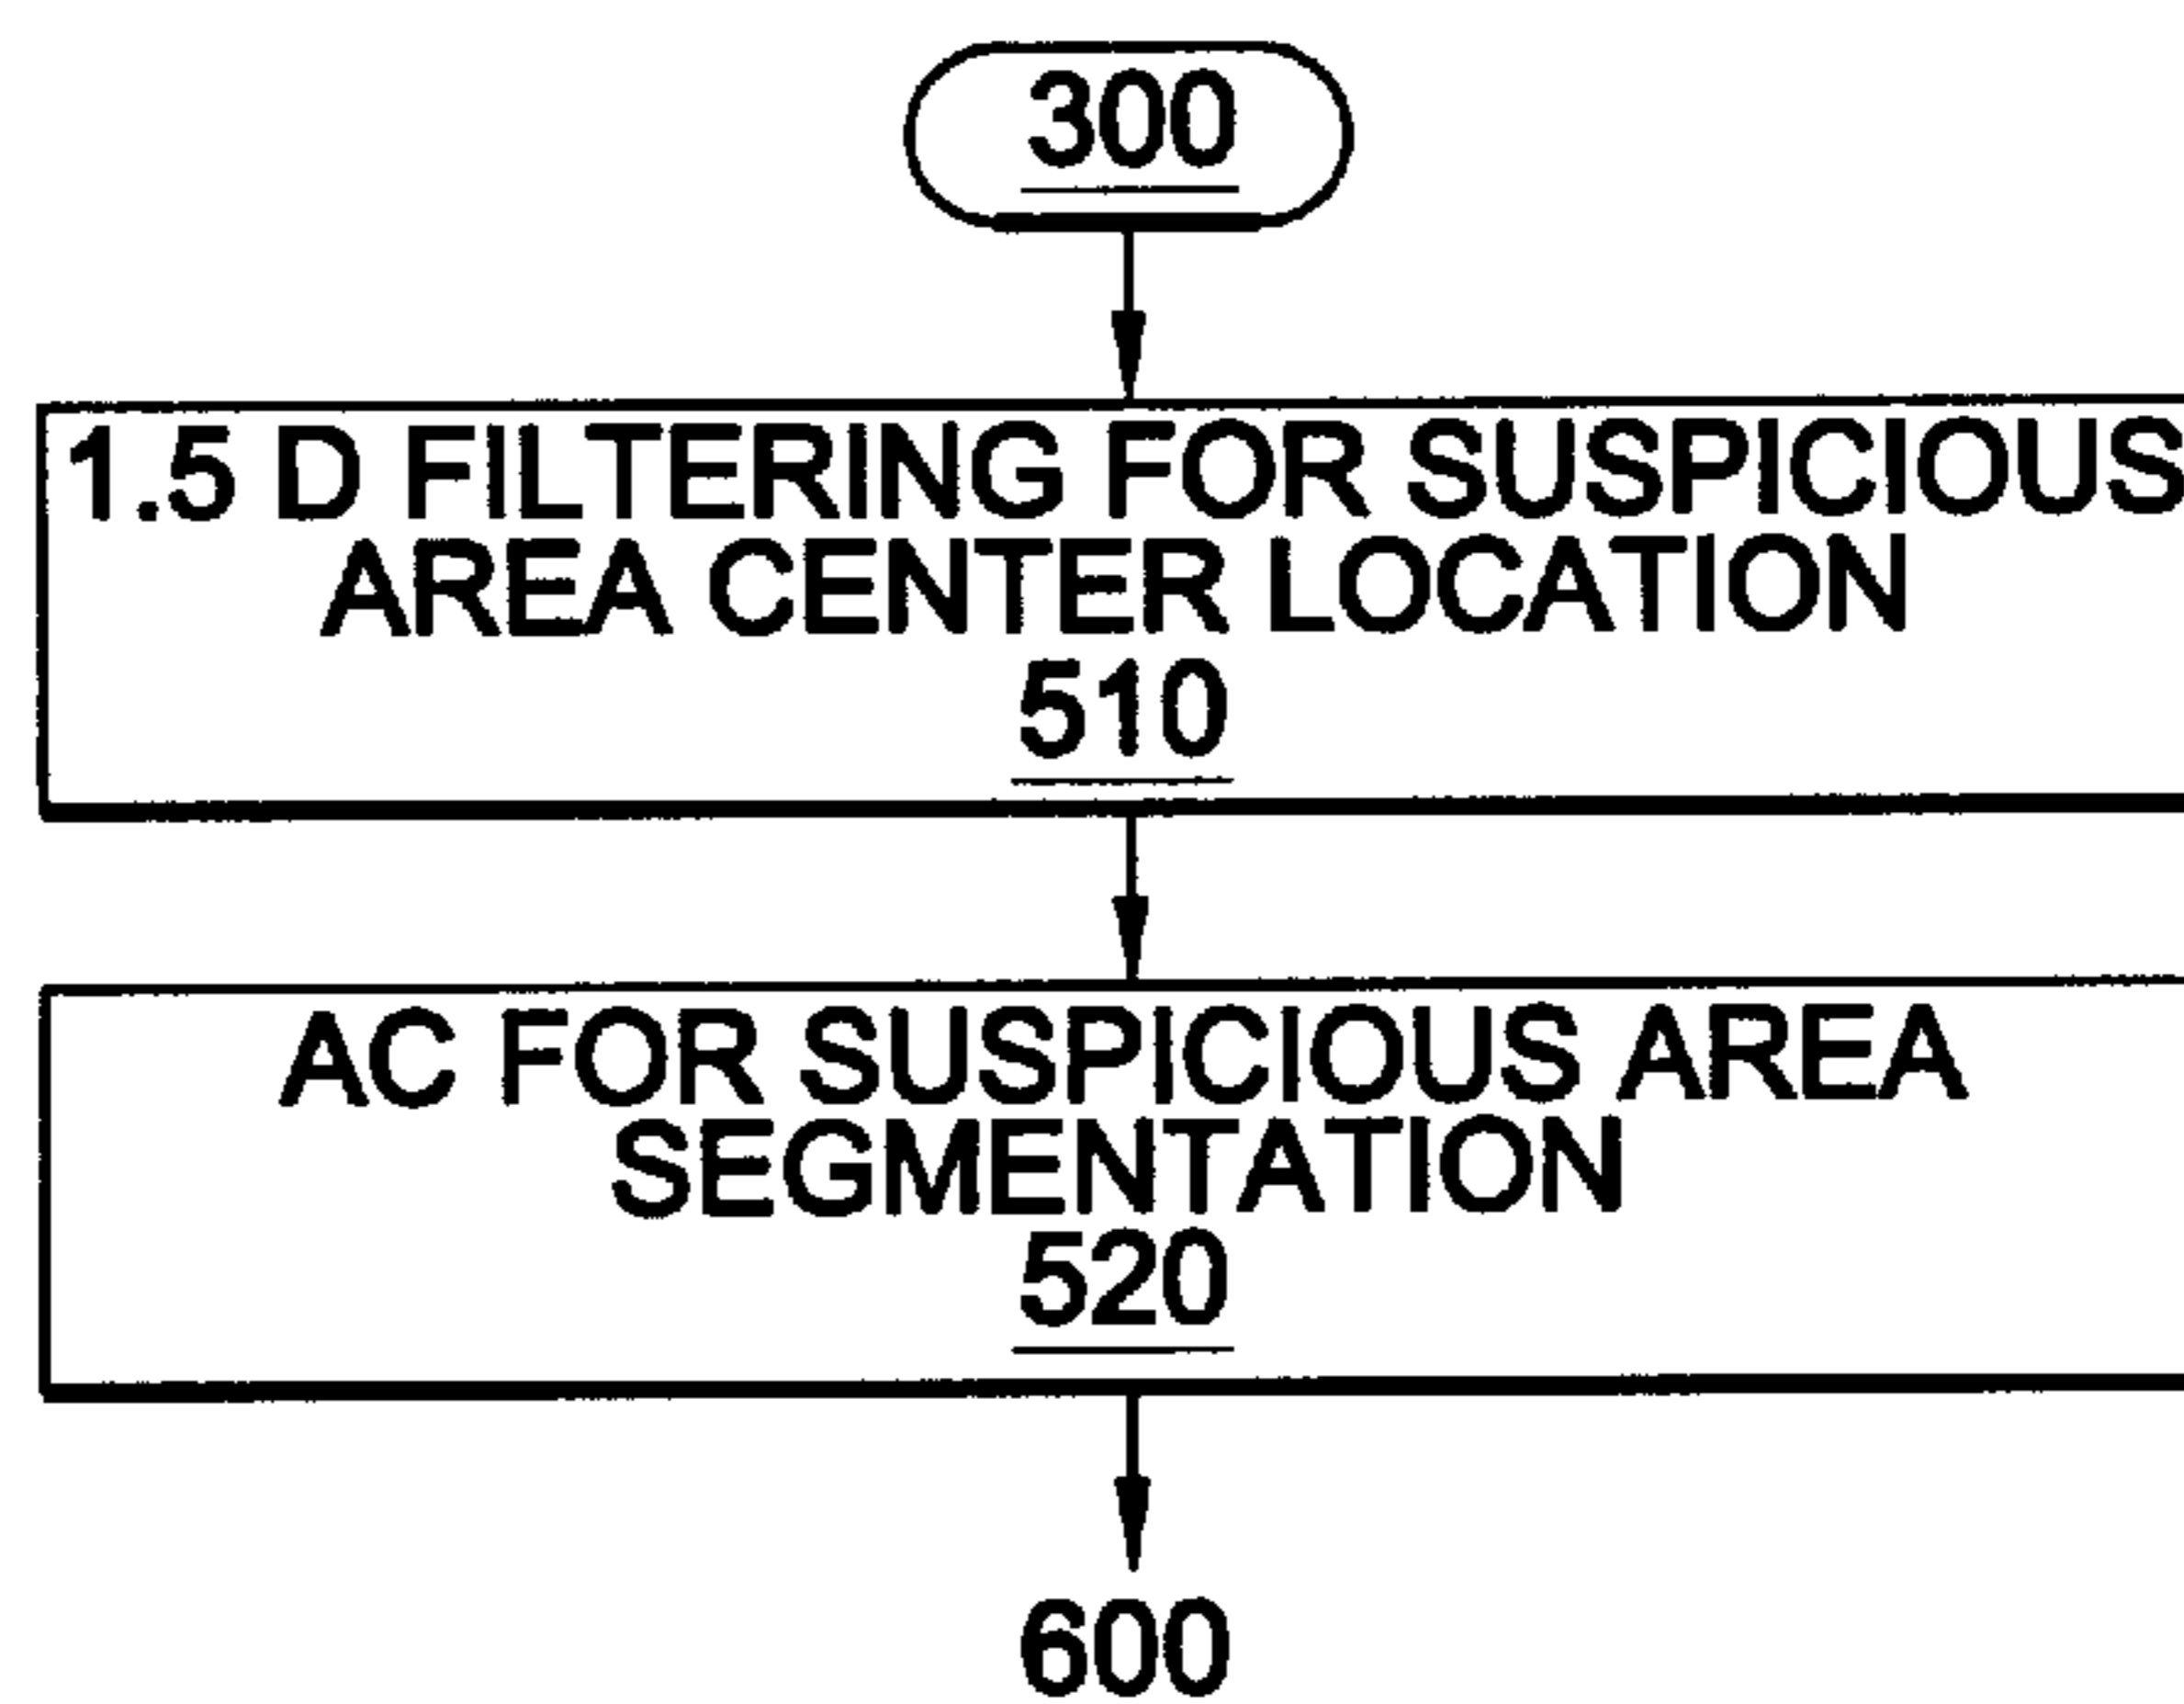 300
1.5 D FILTERING FOR SUSPICIOUS
AREA CENTER LOCATION
510
AC FOR SUSPICIOUS AREA
SEGMENTATION
520
600